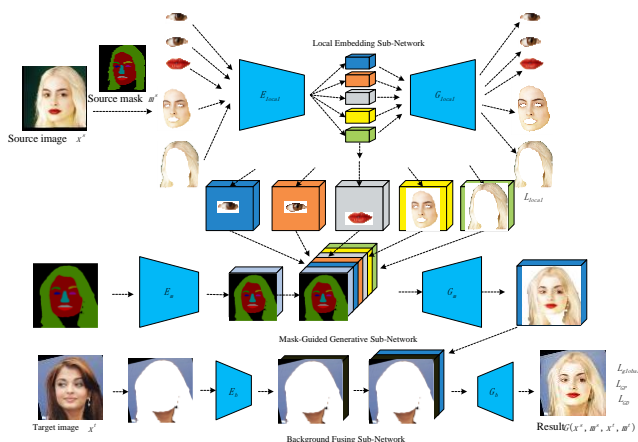 Local Embedding Sub-Network
Source mask m^s
E_local
G_local
Source image x^s
L_local
E_m
G_m
Mask-Guided Generative Sub-Network
E_b
G_b
L_global
L_GP
Target image x^t
Result G(x^s, m^s, x^t, m^t)
Background Fusing Sub-Network